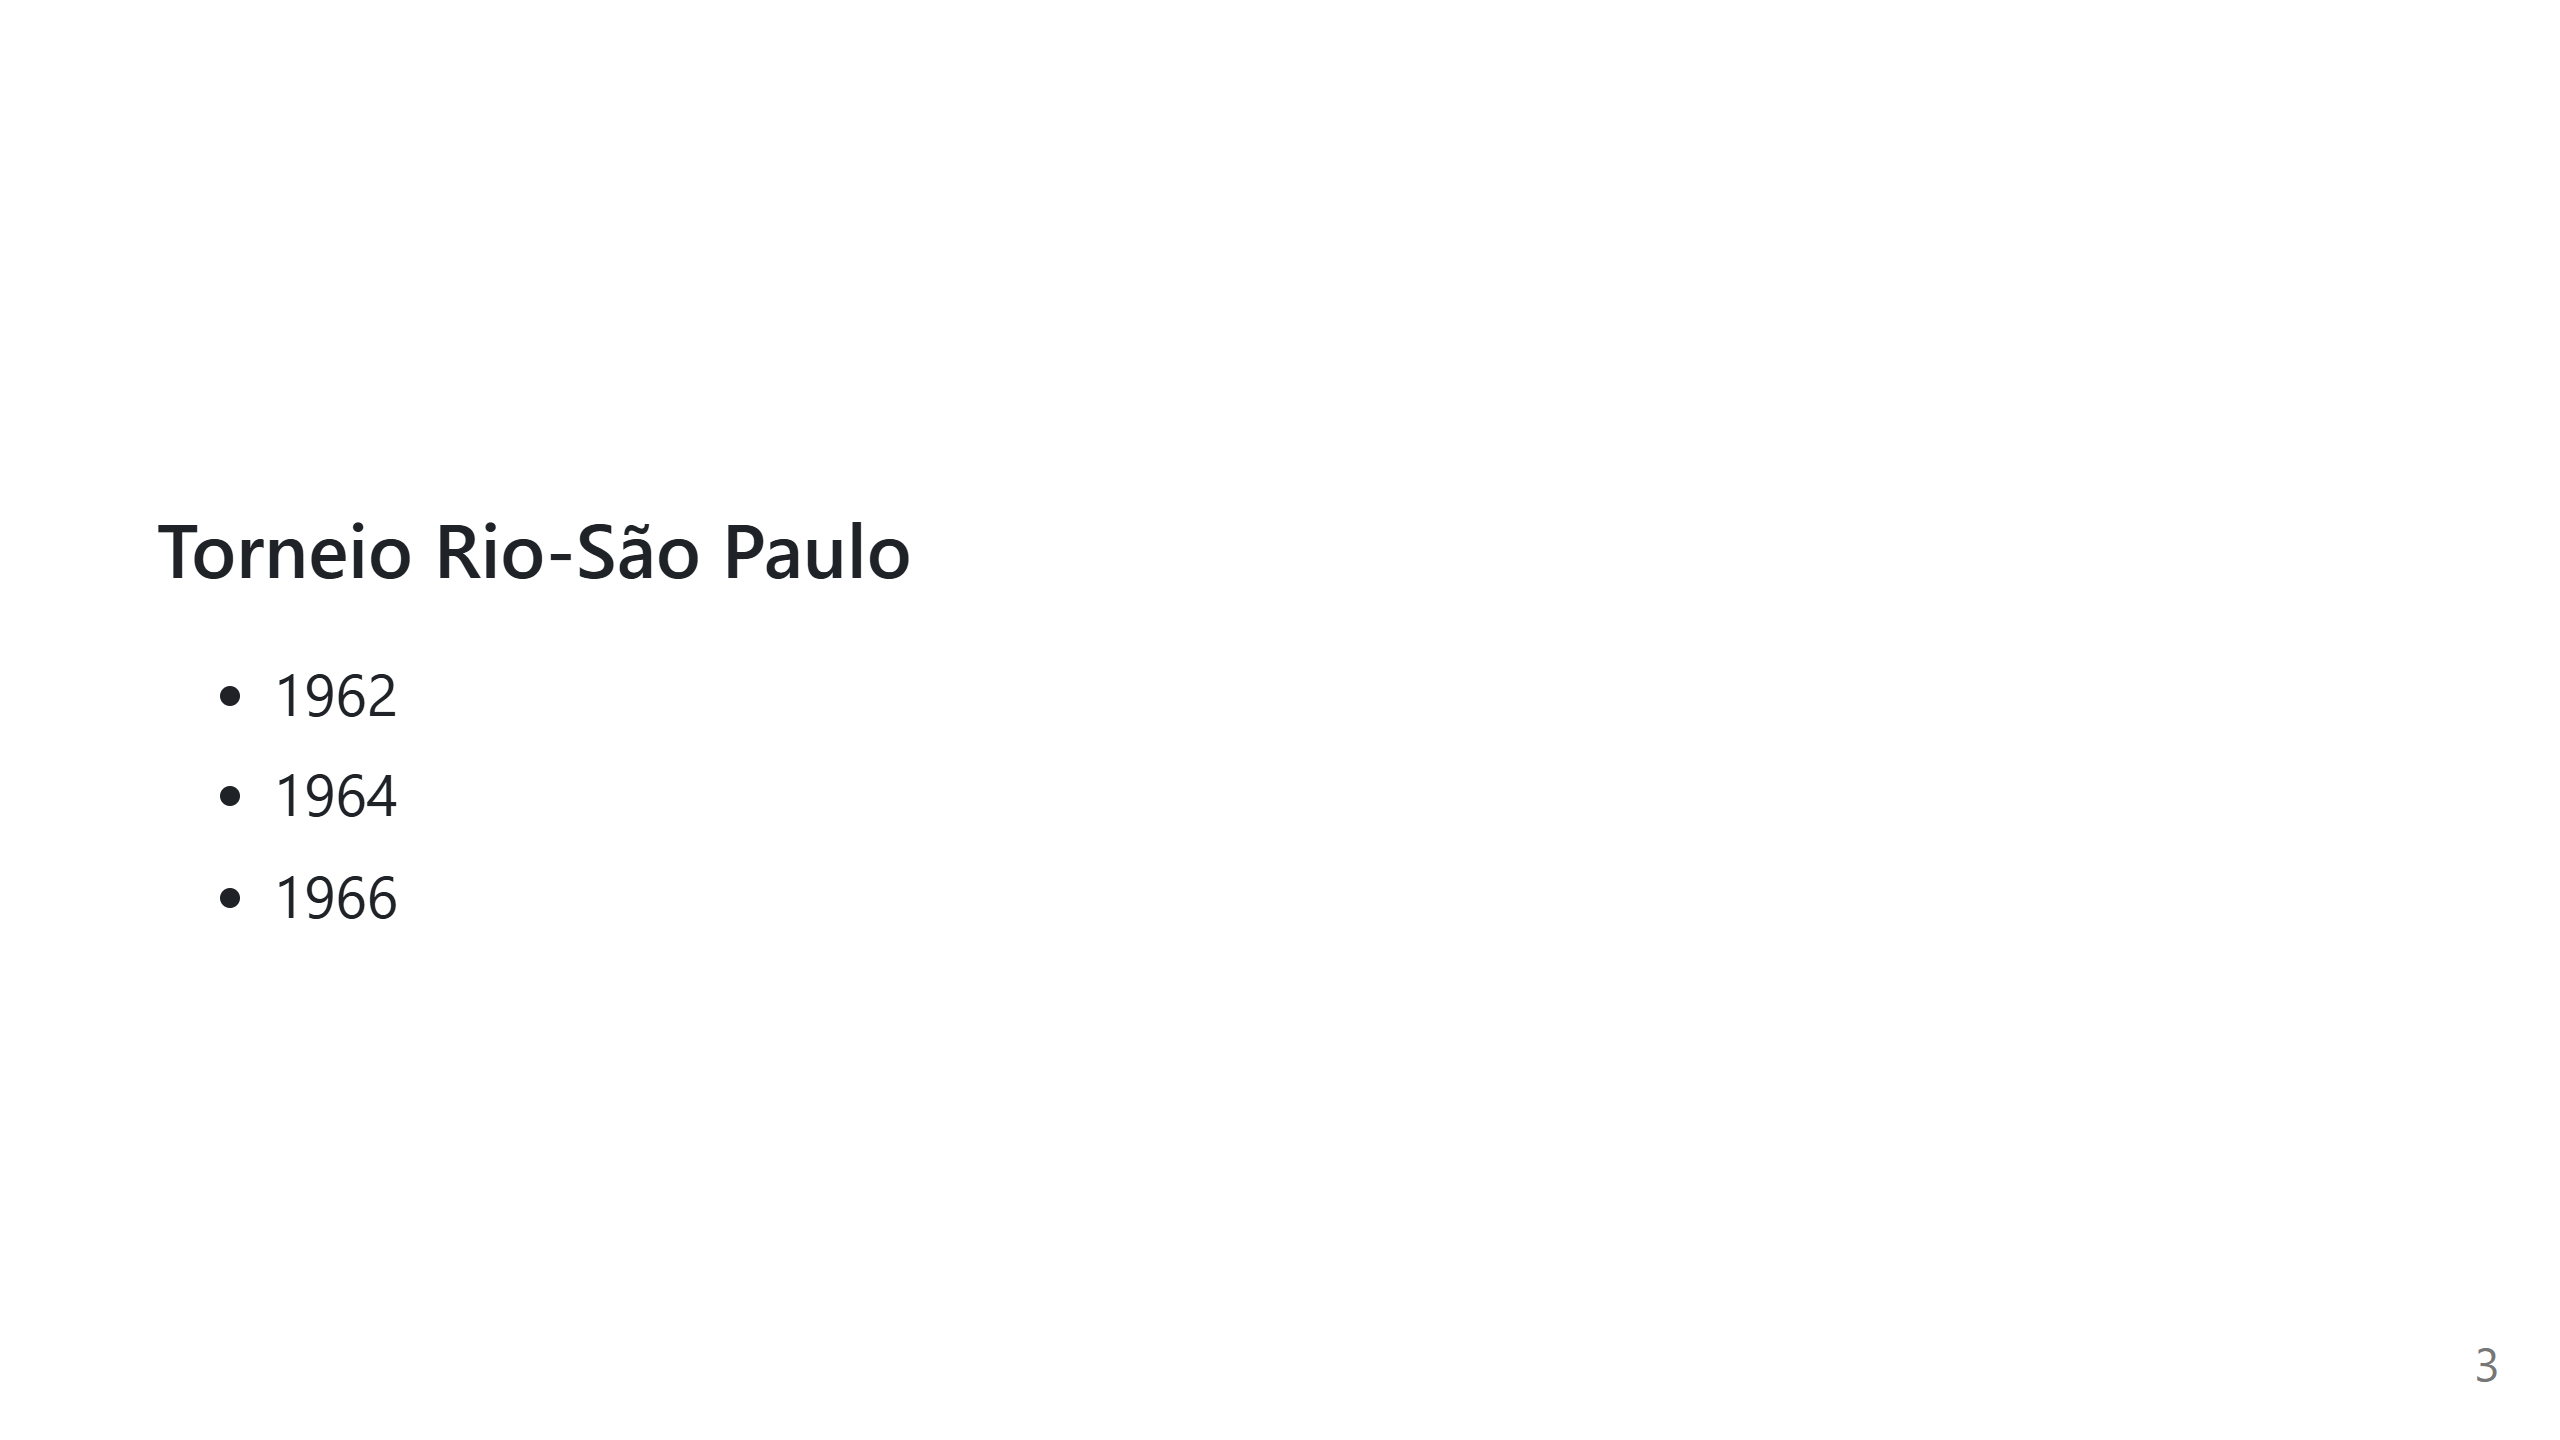 Torneio Rio-São Paulo
• 1962
• 1964
• 1966
3